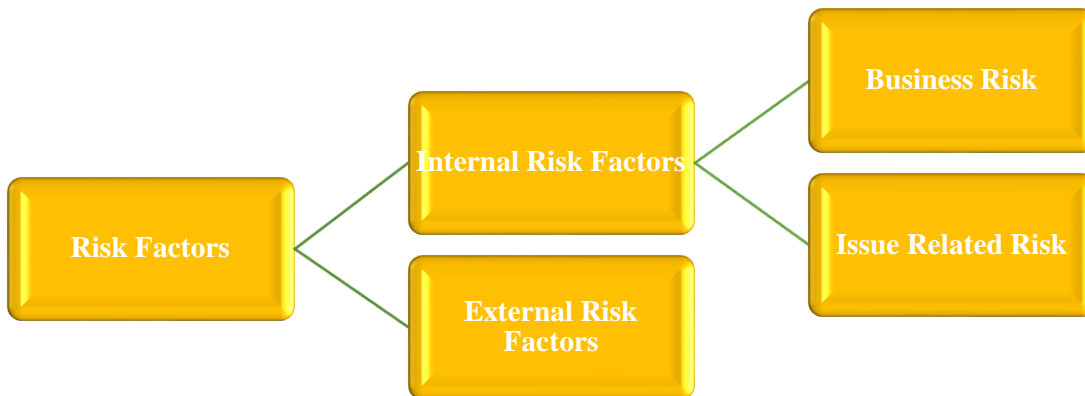 Risk Factors
Internal Risk Factors
External Risk
Factors
Business Risk
Issue Related Risk